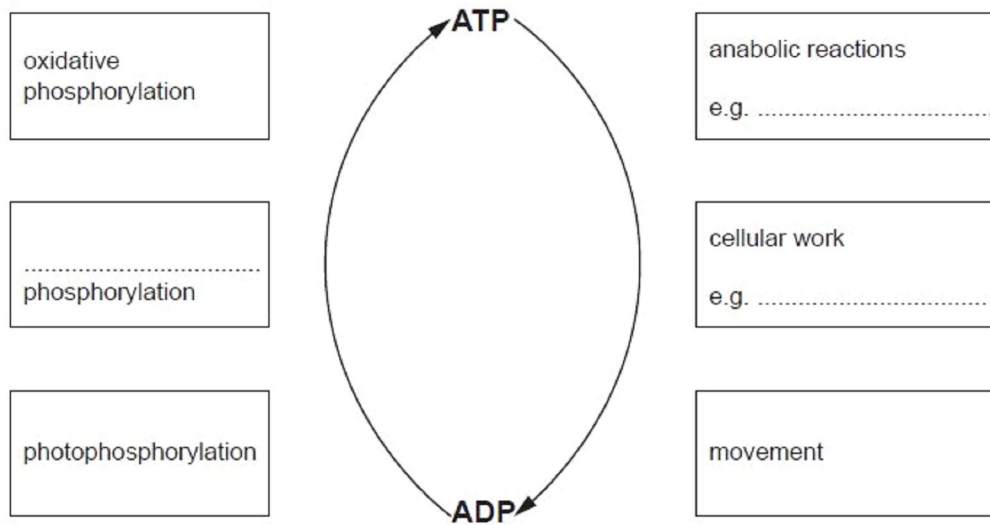 ATP
oxidative
phosphorylation
anabolic reactions
e.g. ....................................
cellular work
e.g. ....................................
....................................
phosphorylation
photophosphorylation
movement
ADP